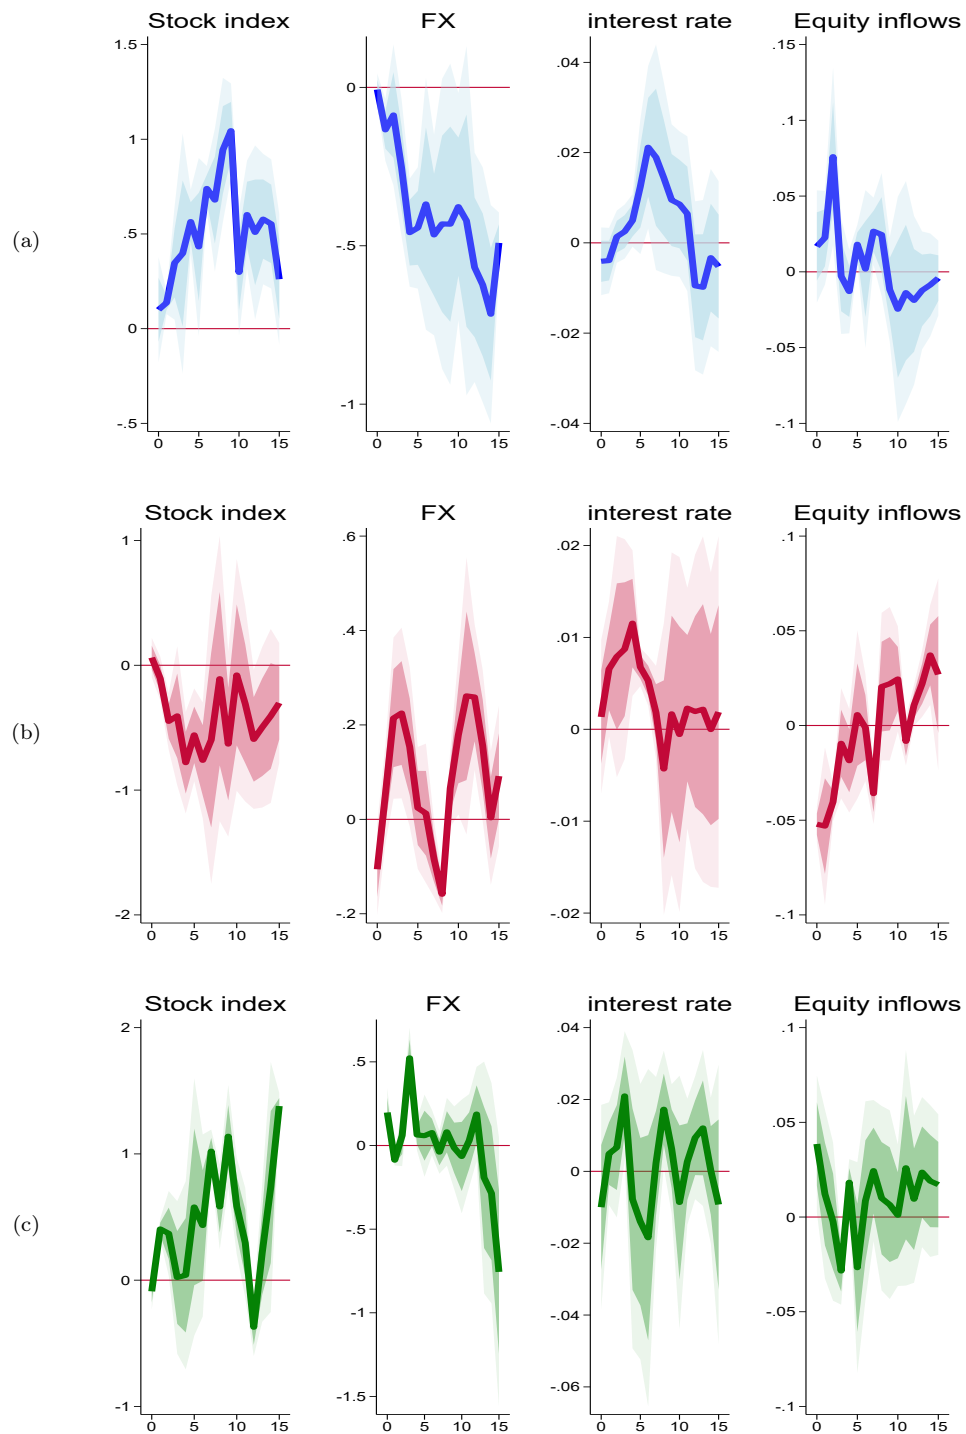 Stock index FX interest rate Equity inflows
1.5 0 .04 .15
1 .02 .1
(a) .5 -.5 0 .05
0 -.02 0
-.5 -1 -.04 -.05
-.1
0 5 10 15 0 5 10 15 0 5 10 15 0 5 10 15
Stock index FX interest rate Equity inflows
1 .6 .02 .1
0 .4 .01 .05
(b) -1 .2 0 0
-2 0 -.01 -.05
-.2 -.02 -.1
0 5 10 15 0 5 10 15 0 5 10 15 0 5 10 15
Stock index FX interest rate Equity inflows
2 .5 .04 .1
1 0 .02 .05
(c) 0 -.5 0 0
-1 -1 -.02 -.05
-1.5 -.04 -.1
-.06
0 5 10 15 0 5 10 15 0 5 10 15 0 5 10 15